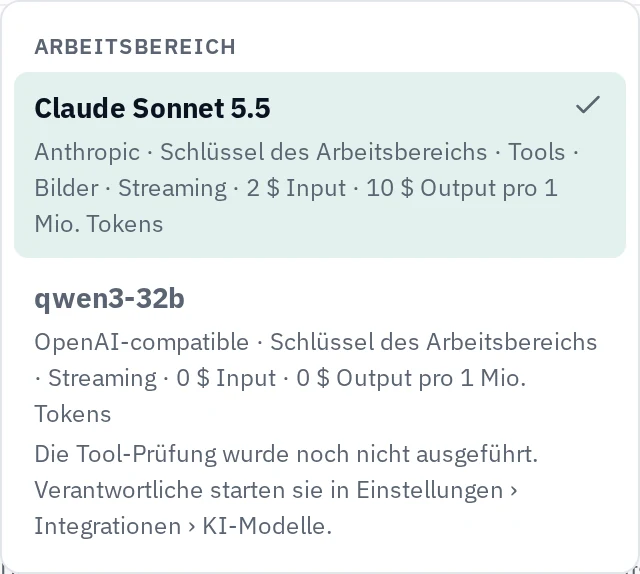 ARBEITSBEREICH
Claude Sonnet 5.5
Anthropic · Schlüssel des Arbeitsbereichs · Tools ·
Bilder · Streaming · 2 $ Input · 10 $ Output pro 1
Mio. Tokens
qwen3-32b
OpenAI-compatible · Schlüssel des Arbeitsbereichs
· Streaming · 0 $ Input · 0 $ Output pro 1 Mio.
Tokens
Die Tool-Prüfung wurde noch nicht ausgeführt.
Verantwortliche starten sie in Einstellungen ›
Integrationen › KI-Modelle.